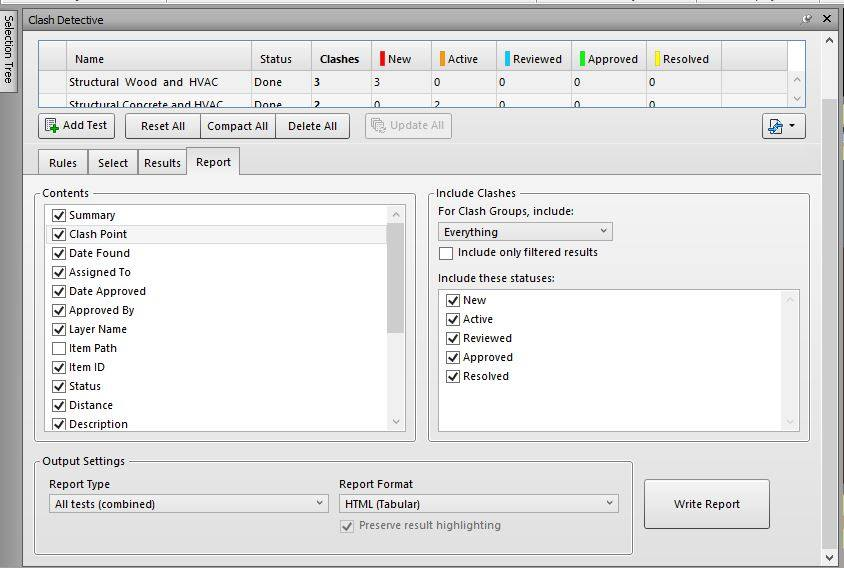 Selection Tree
Clash Detective
Name Status Clashes New Active Reviewed Approved Resolved
Structural Wood and HVAC Done 3 3 0 0 0 0
Structural Concrete and HVAC Done 2 0 2 0 0 0
Add Test Reset All Compact All Delete All Update All
Rules Select Results Report
Contents
Summary
Clash Point
Date Found
Assigned To
Date Approved
Approved By
Layer Name
Item Path
Item ID
Status
Distance
Description
Include Clashes
For Clash Groups, include:
Everything
Include only filtered results
Include these statuses:
New
Active
Reviewed
Approved
Resolved
Output Settings
Report Type
All tests (combined)
Report Format
HTML (Tabular)
Preserve result highlighting
Write Report